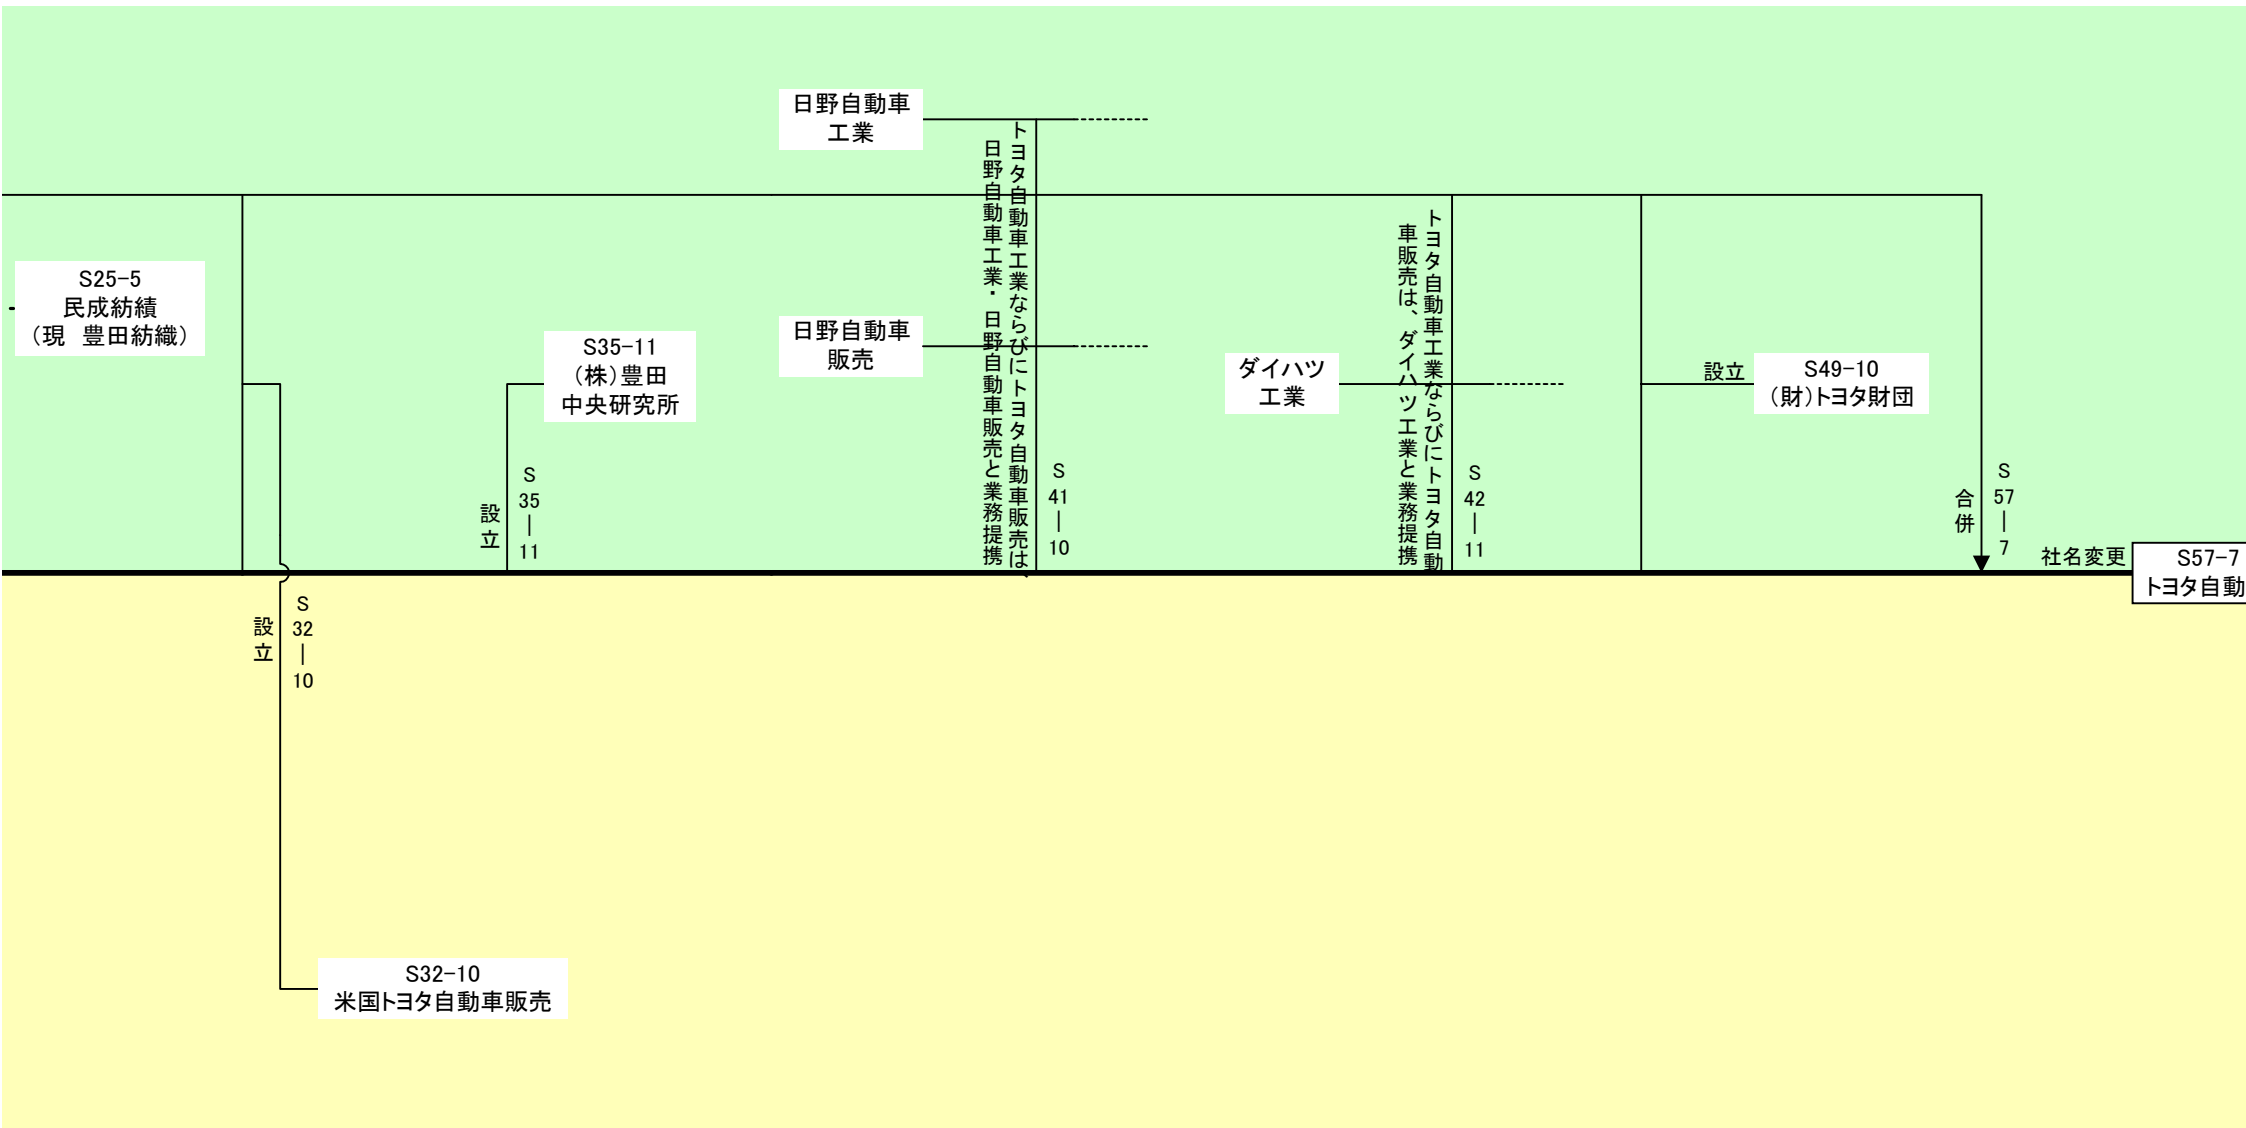 日野自動車
工業
トヨタ自動車工業ならびにトヨタ自動車販売は、
日野自動車工業・日野自動車販売と業務提携
S25-5
民成紡績
（現　豊田紡織）
S35-11
（株）豊田
中央研究所
日野自動車
販売
ダイハツ
工業
トヨタ自動車工業ならびにトヨタ自動
車販売は、ダイハツ工業と業務提携
設立
S49-10
（財）トヨタ財団
設立
S35-11
S41-10
S42-11
合併
S57-7
社名変更
S57-7
トヨタ自動
設立
S32-10
S32-10
米国トヨタ自動車販売